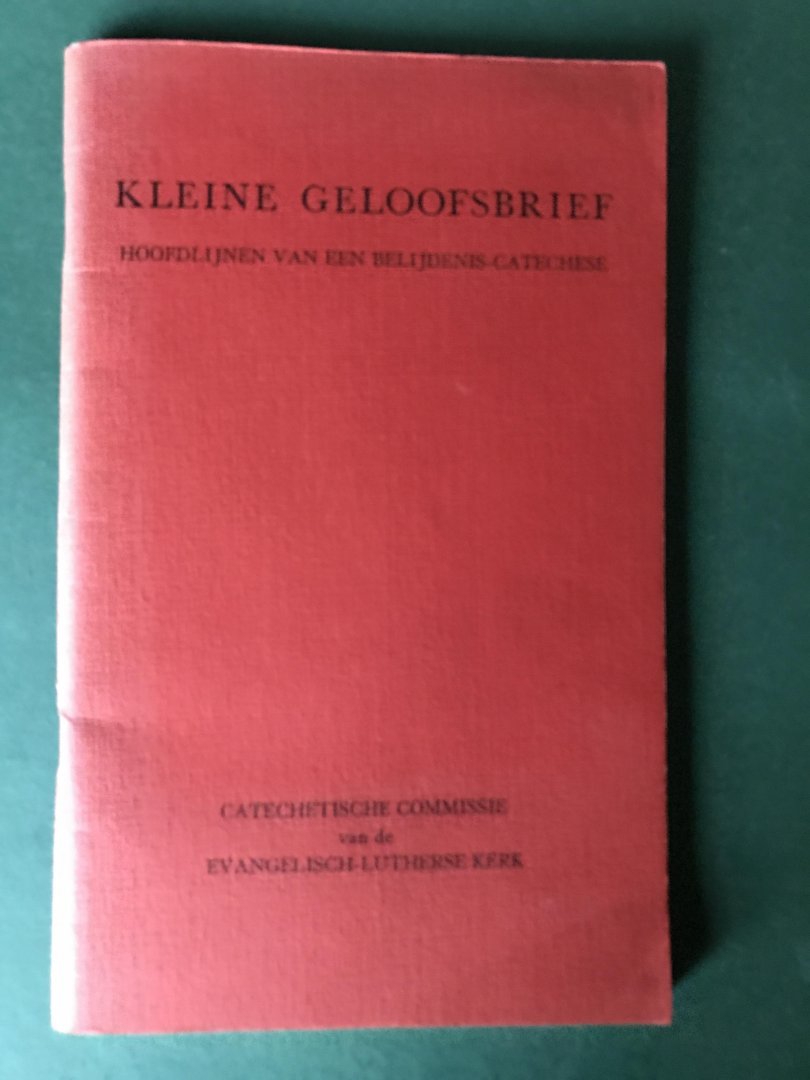 KLEINE GELOOFSBRIEF
HOOFDLIJNEN VAN EEN BELIJDENIS-CATECHESE
CATECHETISCHE COMMISSIE
van de
EVANGELISCH-LUTHERSE KERK